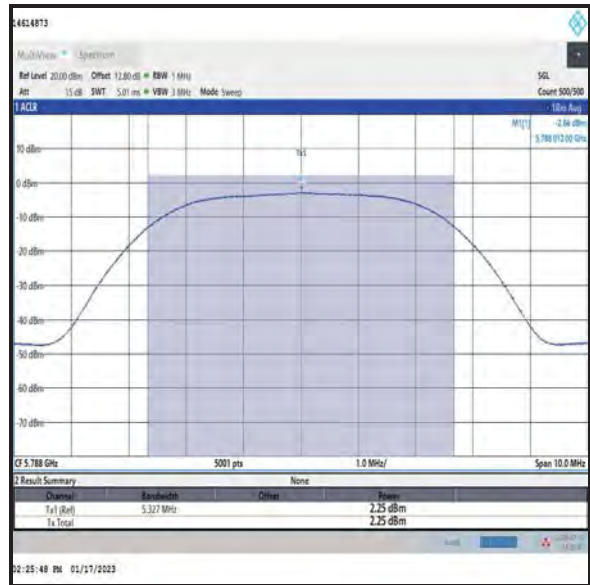 14614873
MultiView Spectrum
Ref Level 20.00 dBm Offset 12.80 dB RBW 1 MHz SGL
Att 15 dB SWT 5.01 ms VBW 3 MHz Mode Sweep Count 500/500
1 ACLR 1Rm Avg
M1[1] -2.86 dBm
5.788 012 00 GHz
Tx1
10 dBm
0 dBm
-10 dBm
-20 dBm
-30 dBm
-40 dBm
-50 dBm
-60 dBm
-70 dBm
CF 5.788 GHz 5001 pts 1.0 MHz/ Span 10.0 MHz
2 Result Summary None
Channel Bandwidth Offset Power
Tx1 (Ref) 5.327 MHz 2.25 dBm
Tx Total 2.25 dBm
02:25:48 PM 01/17/2023